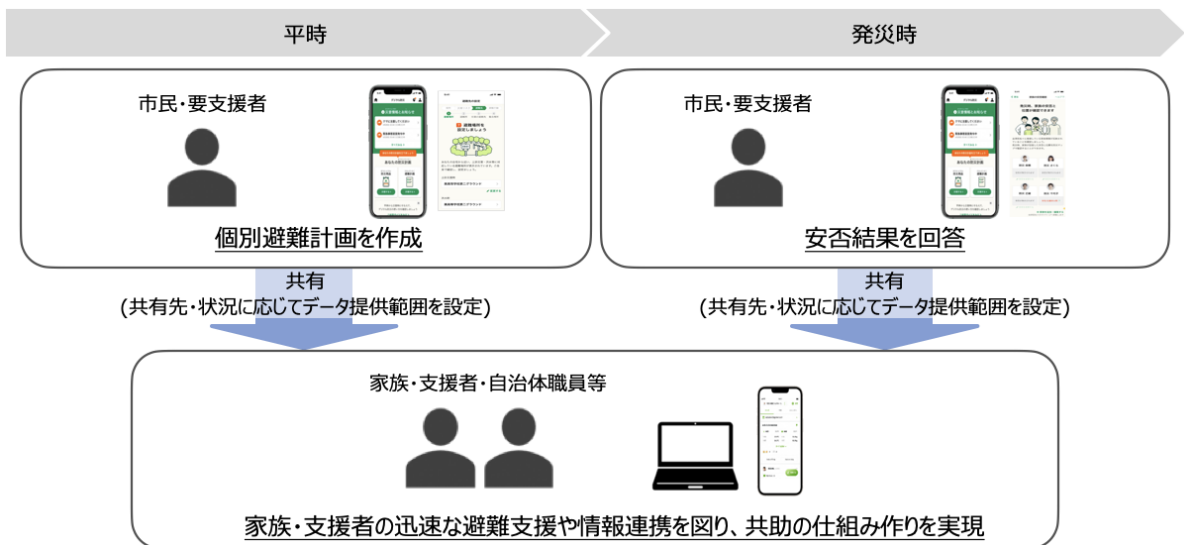 平時
発災時
市民・要支援者
個別避難計画を作成
市民・要支援者
安否結果を回答
共有
(共有先・状況に応じてデータ提供範囲を設定)
共有
(共有先・状況に応じてデータ提供範囲を設定)
家族・支援者・自治体職員等
家族・支援者の迅速な避難支援や情報連携を図り、共助の仕組み作りを実現